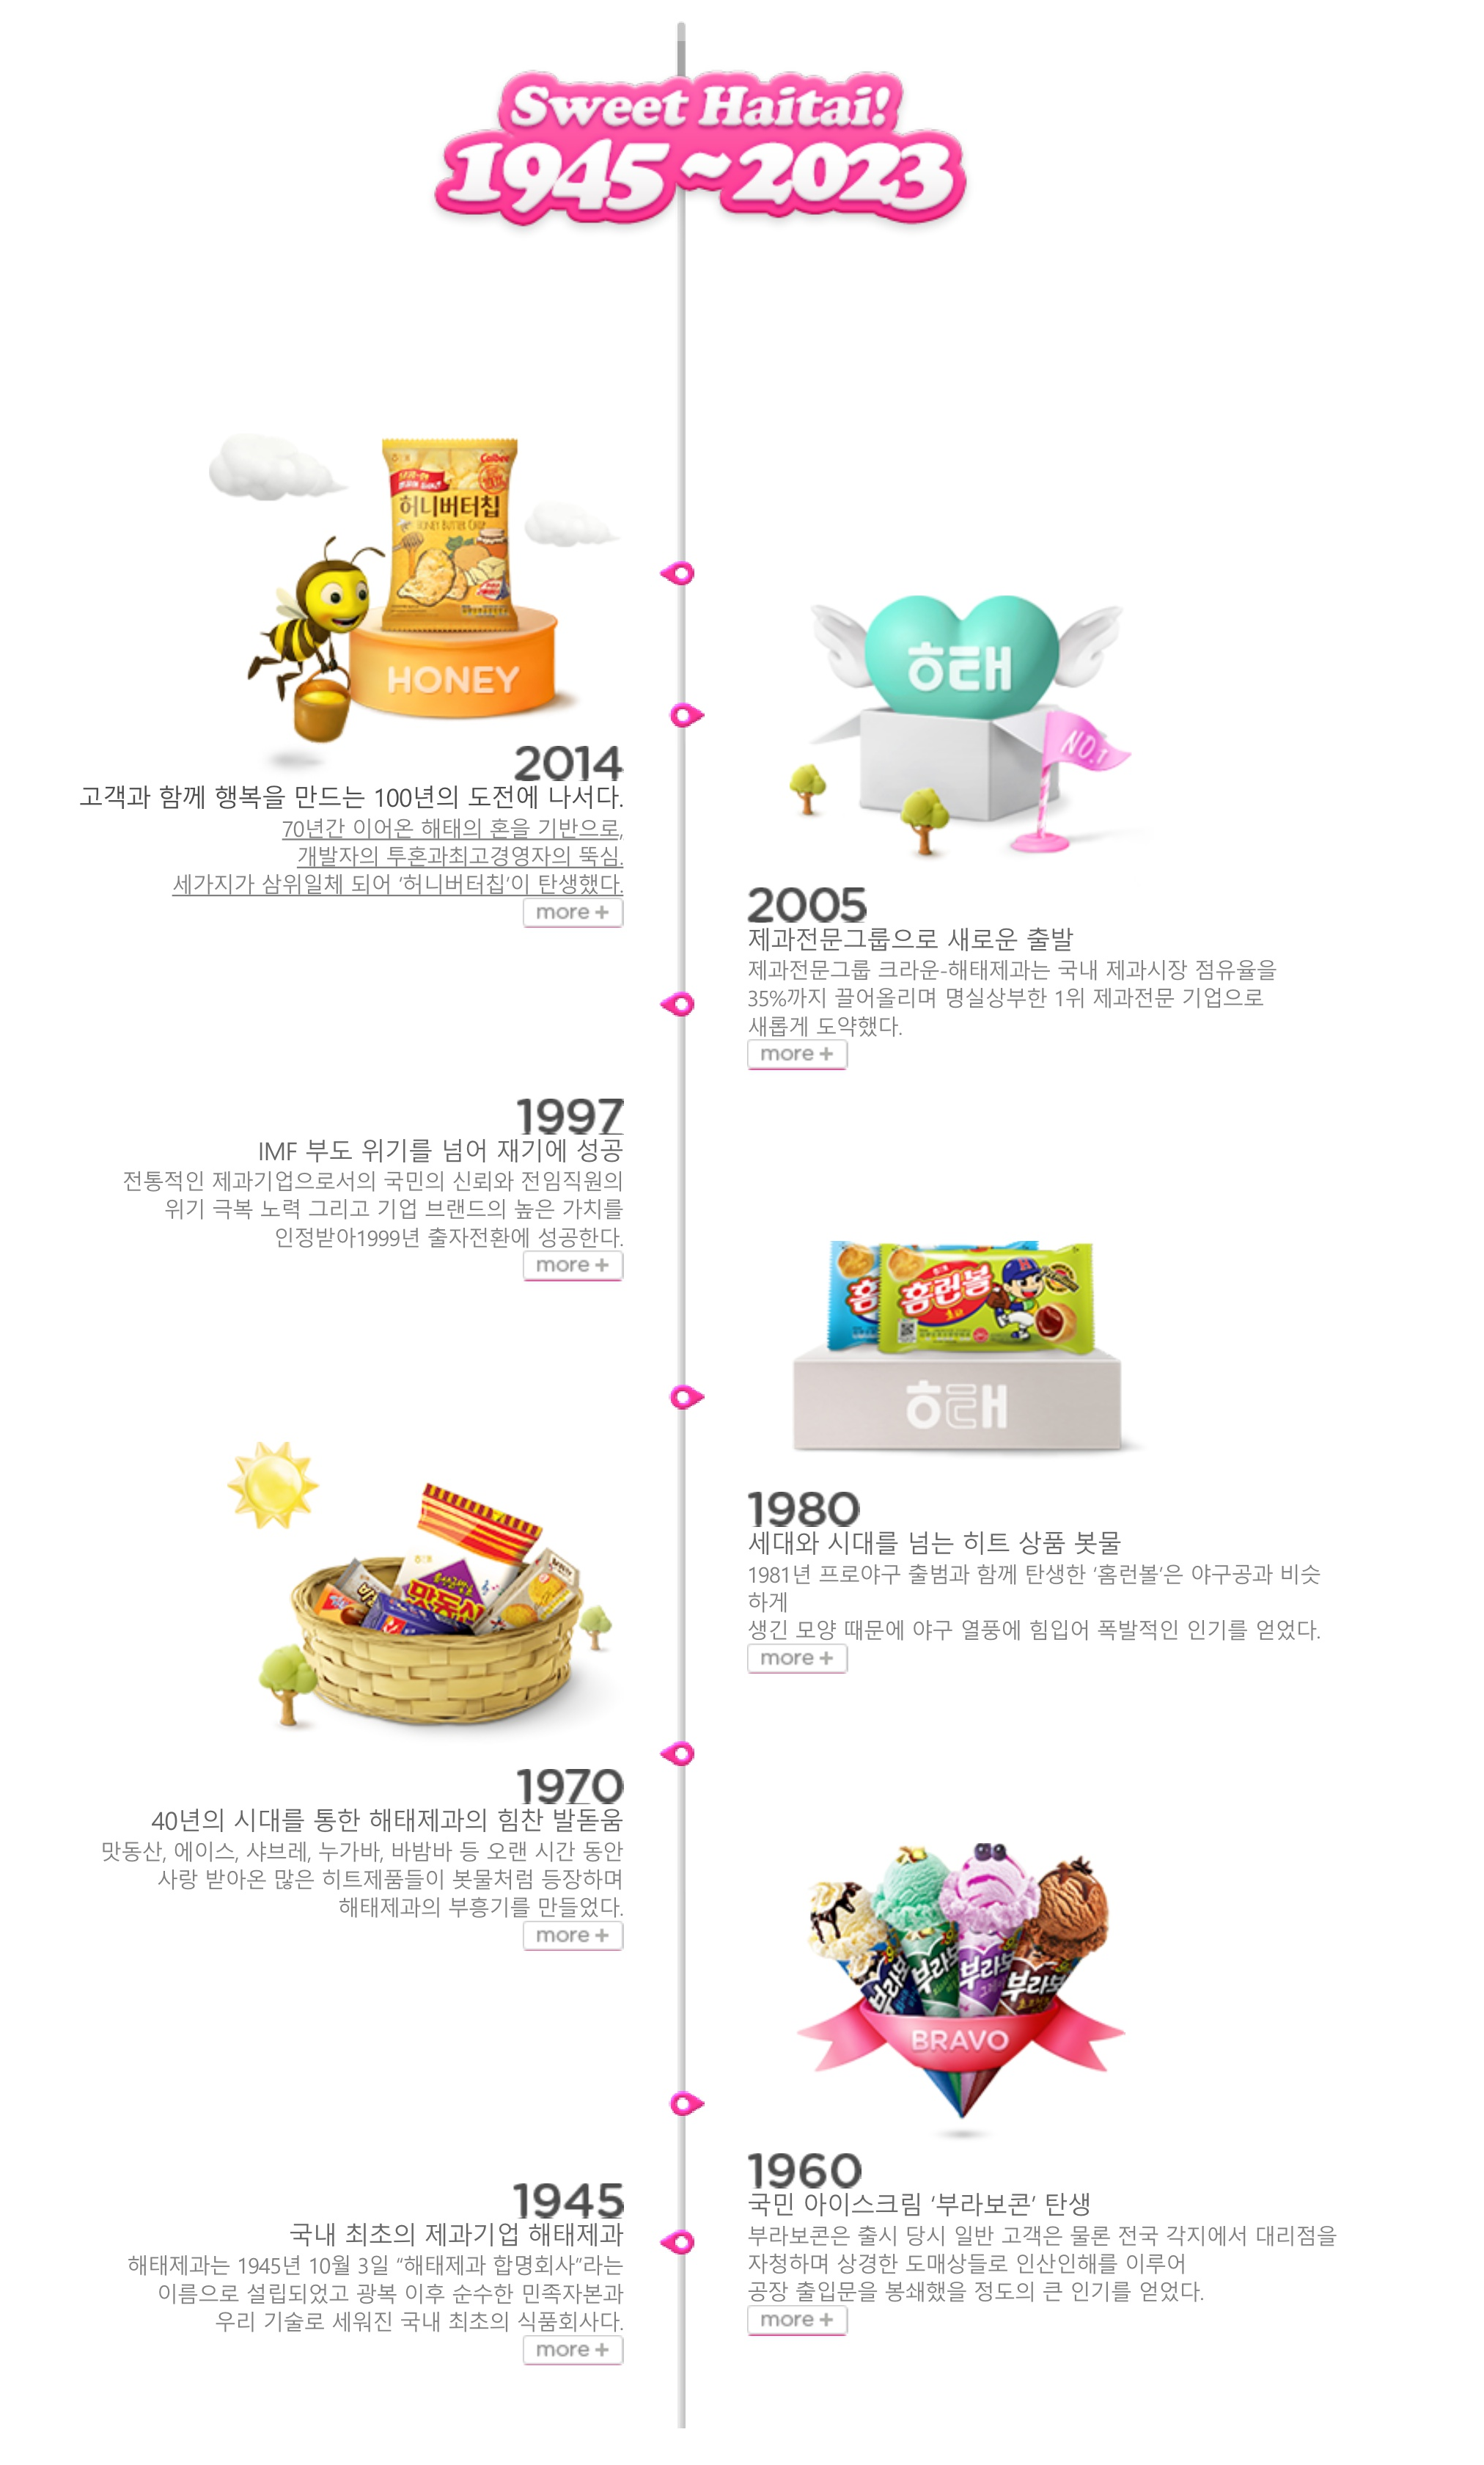 Sweet Haitai!
1945~2023
Calbee
허니버터칩
HONEY BUTTER CHIP
HONEY
2014
고객과 함께 행복을 만드는 100년의 도전에 나서다.
70년간 이어온 해태의 혼을 기반으로,
개발자의 투혼과최고경영자의 뚝심.
세가지가 삼위일체 되어 ‘허니버터칩’이 탄생했다.
more +
해태
NO.1
2005
제과전문그룹으로 새로운 출발
제과전문그룹 크라운-해태제과는 국내 제과시장 점유율을
35%까지 끌어올리며 명실상부한 1위 제과전문 기업으로
새롭게 도약했다.
more +
1997
IMF 부도 위기를 넘어 재기에 성공
전통적인 제과기업으로서의 국민의 신뢰와 전임직원의
위기 극복 노력 그리고 기업 브랜드의 높은 가치를
인정받아1999년 출자전환에 성공한다.
more +
홈
홈런볼
해태
1980
세대와 시대를 넘는 히트 상품 봇물
1981년 프로야구 출범과 함께 탄생한 ‘홈런볼’은 야구공과 비슷
하게
생긴 모양 때문에 야구 열풍에 힘입어 폭발적인 인기를 얻었다.
more +
맛동산
1970
40년의 시대를 통한 해태제과의 힘찬 발돋움
맛동산, 에이스, 샤브레, 누가바, 바밤바 등 오랜 시간 동안
사랑 받아온 많은 히트제품들이 봇물처럼 등장하며
해태제과의 부흥기를 만들었다.
more +
부라보
부라보
부라보
부라보
BRAVO
1960
국민 아이스크림 ‘부라보콘’ 탄생
부라보콘은 출시 당시 일반 고객은 물론 전국 각지에서 대리점을
자청하며 상경한 도매상들로 인산인해를 이루어
공장 출입문을 봉쇄했을 정도의 큰 인기를 얻었다.
more +
1945
국내 최초의 제과기업 해태제과
해태제과는 1945년 10월 3일 “해태제과 합명회사”라는
이름으로 설립되었고 광복 이후 순수한 민족자본과
우리 기술로 세워진 국내 최초의 식품회사다.
more +